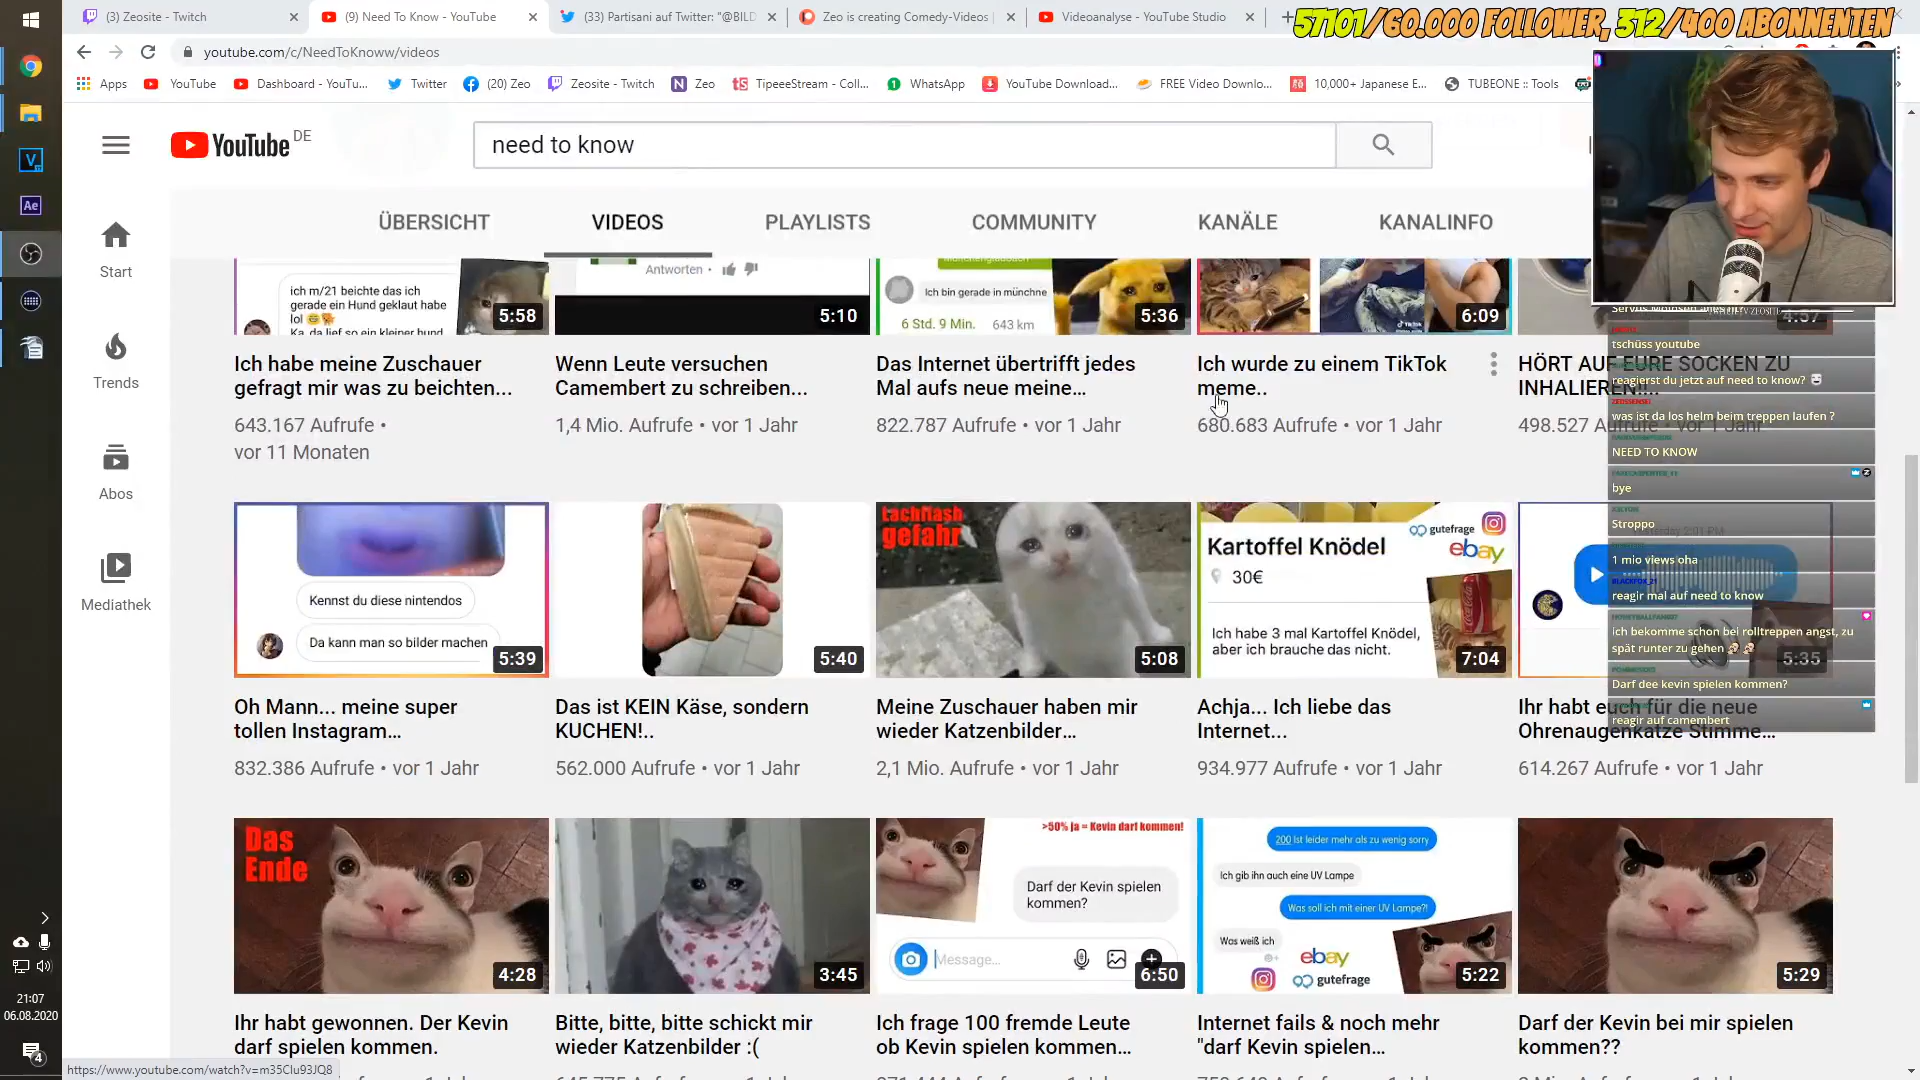 (3) Zeosite - Twitch
(9) Need To Know - YouTube
(33) Partisani auf Twitter: "@BILD
Zeo is creating Comedy-Videos
Videoanalyse - YouTube Studio
57101/60.000 FOLLOWER, 312/400 ABONNENTEN
youtube.com/c/NeedToKnoww/videos
Apps
YouTube
Dashboard - YouTu...
Twitter
(20) Zeo
Zeosite - Twitch
Zeo
TipeeeStream - Coll...
WhatsApp
YouTube Download...
FREE Video Downlo...
10,000+ Japanese E...
TUBEONE :: Tools
YouTube DE
need to know
ÜBERSICHT
VIDEOS
PLAYLISTS
COMMUNITY
KANÄLE
KANALINFO
Start
Trends
Abos
Mediathek
ich m/21 beichte das ich
gerade ein Hund geklaut habe
lol
Ka, da lief so ein kleiner hund
5:58
Antworten
5:10
Ich bin gerade in münchne
6 Std. 9 Min. 643 km
5:36
TikTok
6:09
4:57
Ich habe meine Zuschauer
gefragt mir was zu beichten...
643.167 Aufrufe •
vor 11 Monaten
Wenn Leute versuchen
Camembert zu schreiben...
1,4 Mio. Aufrufe • vor 1 Jahr
Das Internet übertrifft jedes
Mal aufs neue meine...
822.787 Aufrufe • vor 1 Jahr
Ich wurde zu einem TikTok
meme..
680.683 Aufrufe • vor 1 Jahr
HÖRT AUF EURE SOCKEN ZU
INHALIEREN!!...
498.527 Aufrufe • vor 1 Jahr
tschüss youtube
reagierst du jetzt auf need to know?
was ist da los helm beim treppen laufen ?
NEED TO KNOW
bye
Stroppo
1 mio views oha
BLACKFOX_21
reagir mal auf need to know
ich bekomme schon bei rolltreppen angst, zu
spät runter zu gehen
Darf dee kevin spielen kommen?
reagir auf camembert
Kennst du diese nintendos
Da kann man so bilder machen
5:39
5:40
Lachflash
gefahr
5:08
gutefrage
ebay
Kartoffel Knödel
30€
Ich habe 3 mal Kartoffel Knödel,
aber ich brauche das nicht.
7:04
5:35
Oh Mann... meine super
tollen Instagram...
832.386 Aufrufe • vor 1 Jahr
Das ist KEIN Käse, sondern
KUCHEN!..
562.000 Aufrufe • vor 1 Jahr
Meine Zuschauer haben mir
wieder Katzenbilder...
2,1 Mio. Aufrufe • vor 1 Jahr
Achja... Ich liebe das
Internet...
934.977 Aufrufe • vor 1 Jahr
Ihr habt euch für die neue
Ohrenaugenkatze Stimme...
614.267 Aufrufe • vor 1 Jahr
Das
Ende
4:28
3:45
>50% ja = Kevin darf kommen!
Darf der Kevin spielen
kommen?
Message...
6:50
200 Ist leider mehr als zu wenig sorry
Ich gib ihn auch eine UV Lampe
Was soll ich mit einer UV Lampe?!
Was weiß ich
ebay
gutefrage
5:22
5:29
Ihr habt gewonnen. Der Kevin
darf spielen kommen.
Bitte, bitte, bitte schickt mir
wieder Katzenbilder :(
Ich frage 100 fremde Leute
ob Kevin spielen kommen...
Internet fails & noch mehr
"darf Kevin spielen...
Darf der Kevin bei mir spielen
kommen??
https://www.youtube.com/watch?v=m35Clu93JQ8
21:07
06.08.2020
4